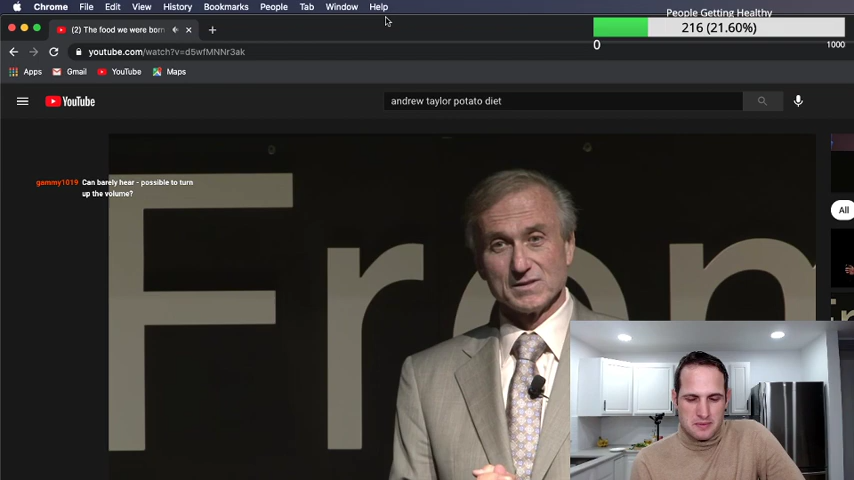 Chrome File Edit View History Bookmarks People Tab Window Help
People Getting Healthy
216 (21.60%)
0 1000
(2) The food we were born
youtube.com/watch?v=d5wfMNNr3ak
Apps Gmail YouTube Maps
YouTube
andrew taylor potato diet
gammy1019 Can barely hear - possible to turn
up the volume?
All
From